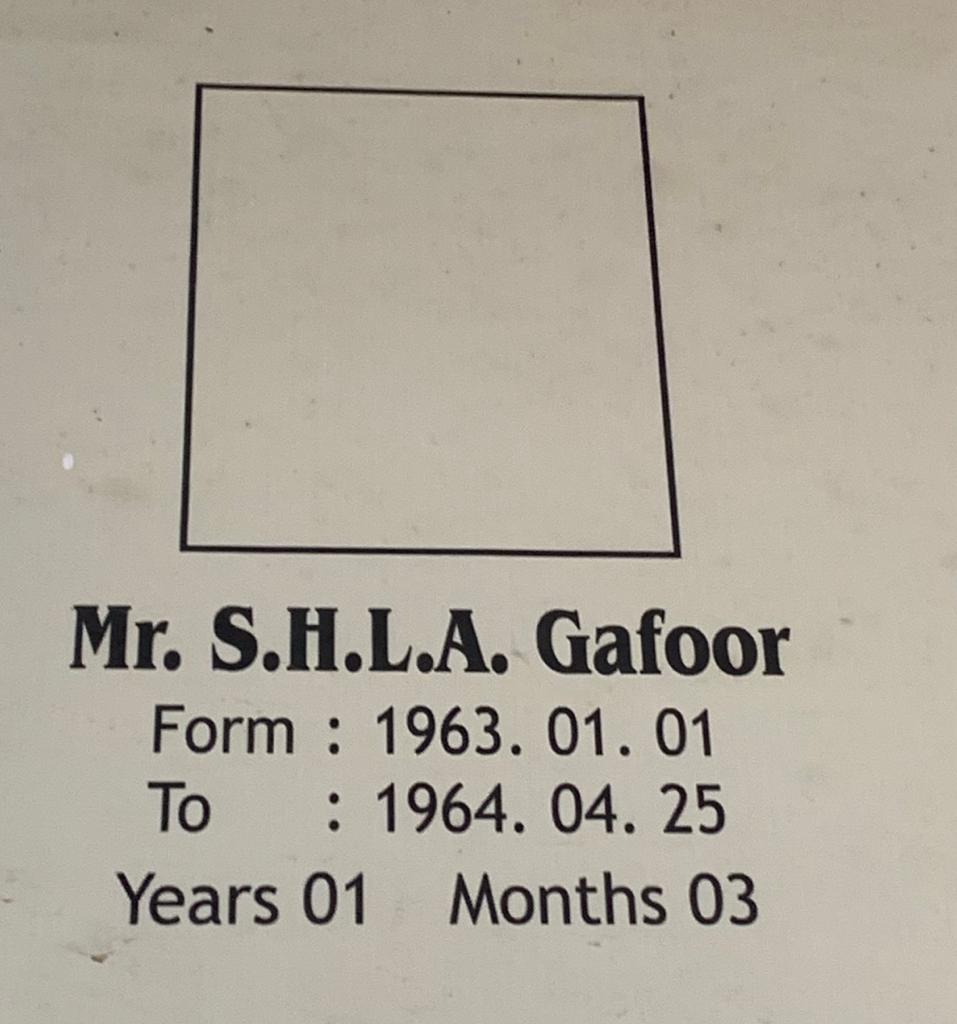 Mr. S.H.L.A. Gafoor
Form : 1963. 01. 01
To : 1964. 04. 25
Years 01 Months 03